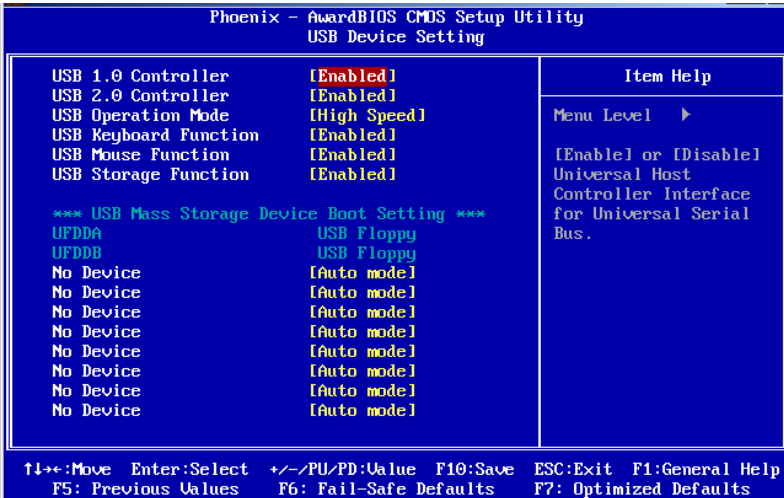 Phoenix - AwardBIOS CMOS Setup Utility
USB Device Setting
USB 1.0 Controller [Enabled]
USB 2.0 Controller [Enabled]
USB Operation Mode [High Speed]
USB Keyboard Function [Enabled]
USB Mouse Function [Enabled]
USB Storage Function [Enabled]
*** USB Mass Storage Device Boot Setting ***
UFDDA USB Floppy
UFDDB USB Floppy
No Device [Auto mode]
No Device [Auto mode]
No Device [Auto mode]
No Device [Auto mode]
No Device [Auto mode]
No Device [Auto mode]
No Device [Auto mode]
No Device [Auto mode]
Item Help
Menu Level ▶
[Enable] or [Disable]
Universal Host
Controller Interface
for Universal Serial
Bus.
↑↓→←:Move Enter:Select +/-/PU/PD:Value F10:Save ESC:Exit F1:General Help
F5: Previous Values F6: Fail-Safe Defaults F7: Optimized Defaults